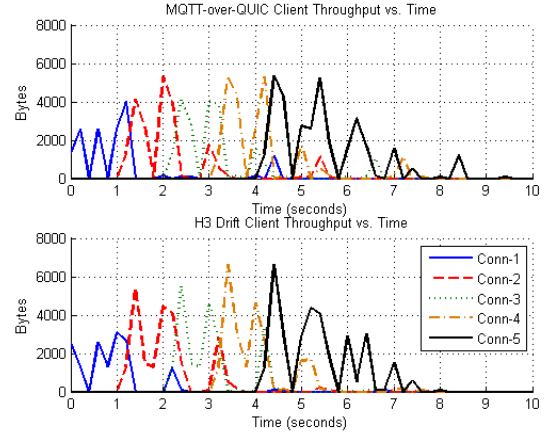 MQTT-over-QUIC Client Throughput vs. Time
8000
6000
4000
2000
0
Bytes
0 1 2 3 4 5 6 7 8 9 10
Time (seconds)
H3 Drift Client Throughput vs. Time
8000
6000
4000
2000
0
Bytes
Conn-1
Conn-2
Conn-3
Conn-4
Conn-5
0 1 2 3 4 5 6 7 8 9 10
Time (seconds)